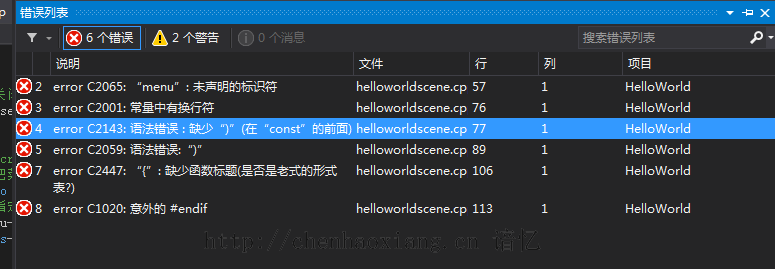 错误列表
6 个错误 2 个警告 0 个消息 搜索错误列表
说明 文件 行 列 项目
2 error C2065: “menu”: 未声明的标识符 helloworldscene.cp 57 1 HelloWorld
3 error C2001: 常量中有换行符 helloworldscene.cp 76 1 HelloWorld
4 error C2143: 语法错误 : 缺少“)”(在“const”的前面) helloworldscene.cp 77 1 HelloWorld
5 error C2059: 语法错误:“)” helloworldscene.cp 89 1 HelloWorld
7 error C2447: “{”: 缺少函数标题(是否是老式的形式 helloworldscene.cp 106 1 HelloWorld
表?)
8 error C1020: 意外的 #endif helloworldscene.cp 113 1 HelloWorld
http://chenhaoxiang.cn 谙忆